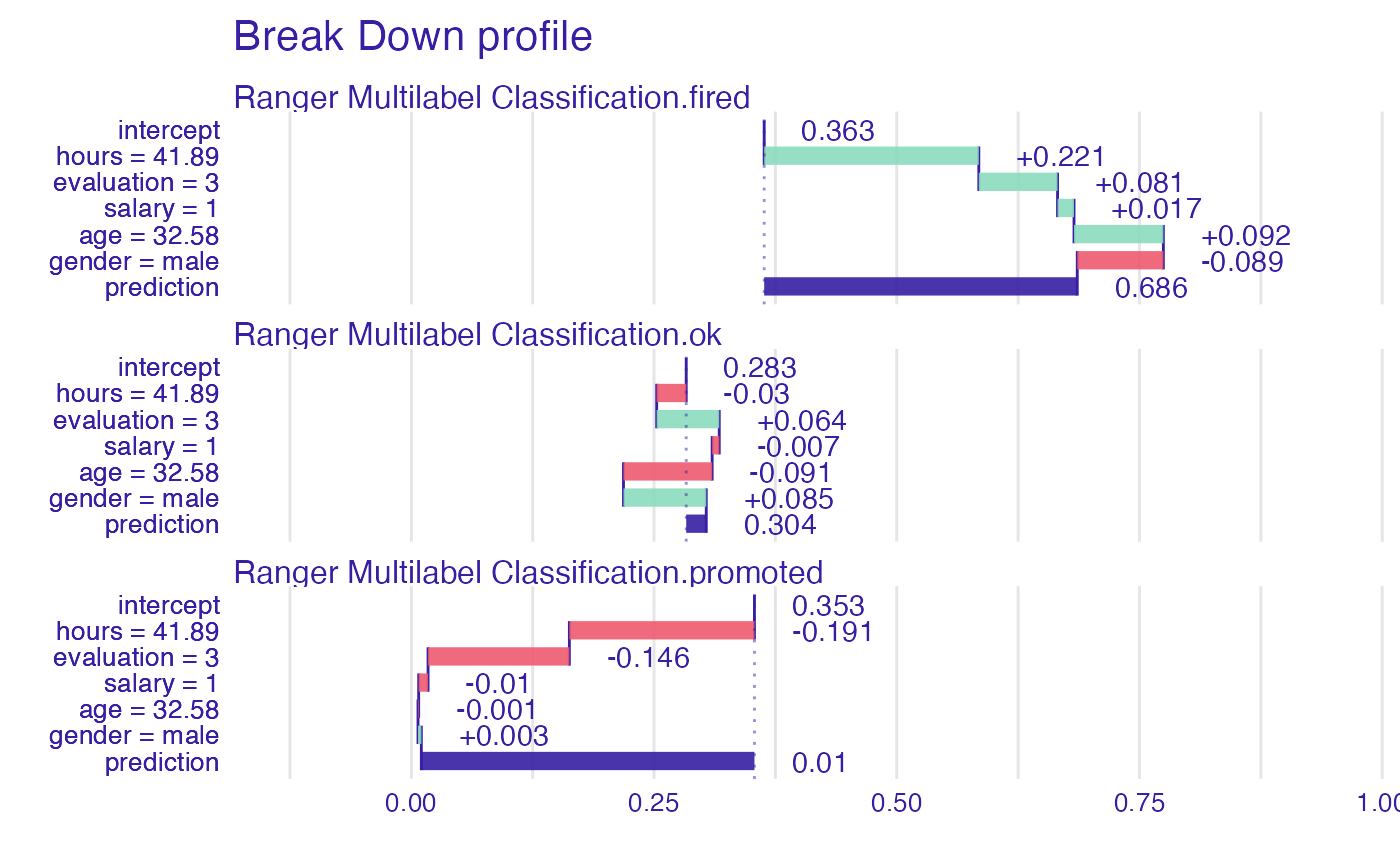 Break Down profile
Ranger Multilabel Classification.fired
intercept 0.363
hours = 41.89 +0.221
evaluation = 3 +0.081
salary = 1 +0.017
age = 32.58 +0.092
gender = male -0.089
prediction 0.686
Ranger Multilabel Classification.ok
intercept 0.283
hours = 41.89 -0.03
evaluation = 3 +0.064
salary = 1 -0.007
age = 32.58 -0.091
gender = male +0.085
prediction 0.304
Ranger Multilabel Classification.promoted
intercept 0.353
hours = 41.89 -0.191
evaluation = 3 -0.146
salary = 1 -0.01
age = 32.58 -0.001
gender = male +0.003
prediction 0.01
0.00 0.25 0.50 0.75 1.00